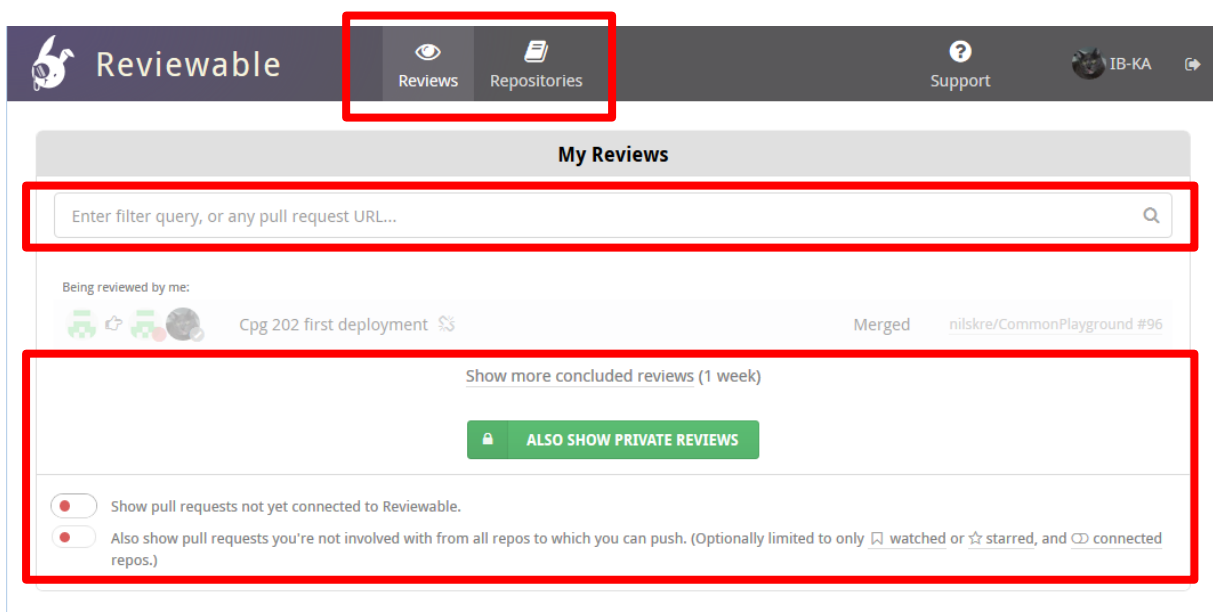 Reviewable
Reviews
Repositories
Support
IB-KA
My Reviews
Enter filter query, or any pull request URL...
Being reviewed by me:
Cpg 202 first deployment
Merged
nilskre/CommonPlayground #96
Show more concluded reviews (1 week)
ALSO SHOW PRIVATE REVIEWS
Show pull requests not yet connected to Reviewable.
Also show pull requests you're not involved with from all repos to which you can push. (Optionally limited to only watched or starred, and connected
repos.)